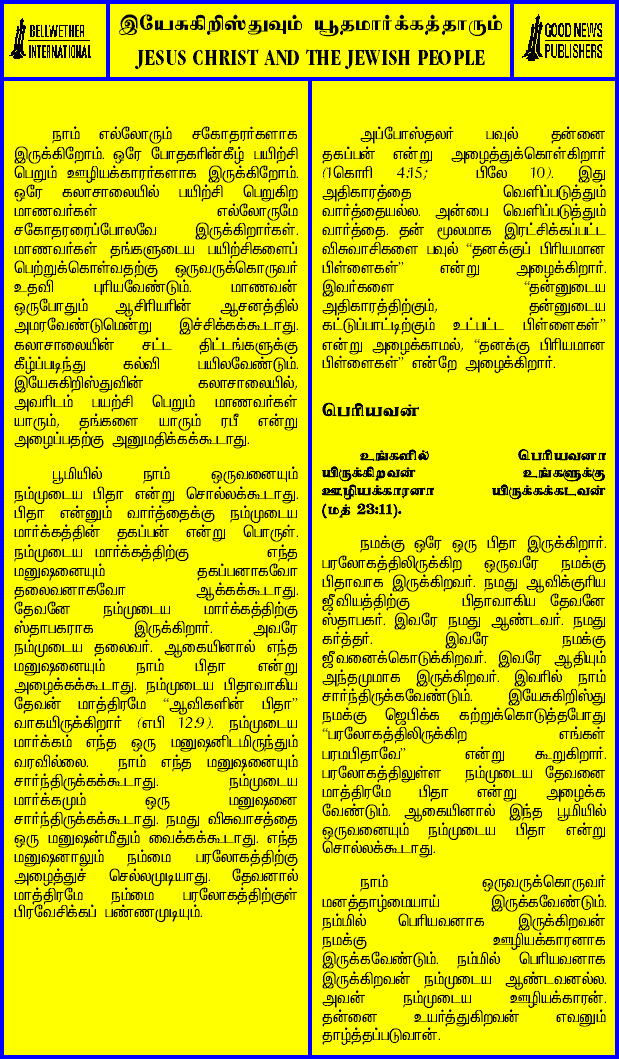 BELLWETHER
INTERNATIONAL
இயேசுகிறிஸ்துவும் யூதமார்க்கத்தாரும்
JESUS CHRIST AND THE JEWISH PEOPLE
GOOD NEWS
PUBLISHERS
நாம் எல்லோரும் சகோதரர்களாக
இருக்கிறோம். ஒரே போதகரின்கீழ் பயிற்சி
பெறும் ஊழியக்காரர்களாக இருக்கிறோம்.
ஒரே கலாசாலையில் பயிற்சி பெறுகிற
மாணவர்கள் எல்லோருமே
சகோதரரைப்போலவே இருக்கிறார்கள்.
மாணவர்கள் தங்களுடைய பயிற்சிகளைப்
பெற்றுக்கொள்வதற்கு ஒருவருக்கொருவர்
உதவி புரியவேண்டும். மாணவன்
ஒருபோதும் ஆசிரியரின் ஆசனத்தில்
அமரவேண்டுமென்று இச்சிக்கக்கூடாது.
கலாசாலையின் சட்ட திட்டங்களுக்கு
கீழ்ப்படிந்து கல்வி பயிலவேண்டும்.
இயேசுகிறிஸ்துவின் கலாசாலையில்,
அவரிடம் பயற்சி பெறும் மாணவர்கள்
யாரும், தங்களை யாரும் ரபீ என்று
அழைப்பதற்கு அனுமதிக்கக்கூடாது.
பூமியில் நாம் ஒருவனையும்
நம்முடைய பிதா என்று சொல்லக்கூடாது.
பிதா என்னும் வார்த்தைக்கு நம்முடைய
மார்க்கத்தின் தகப்பன் என்று பொருள்.
நம்முடைய மார்க்கத்திற்கு எந்த
மனுஷனையும் தகப்பனாகவோ
தலைவனாகவோ ஆக்கக்கூடாது.
தேவனே நம்முடைய மார்க்கத்திற்கு
ஸ்தாபகராக இருக்கிறார். அவரே
நம்முடைய தலைவர். ஆகையினால் எந்த
மனுஷனையும் நாம் பிதா என்று
அழைக்கக்கூடாது. நம்முடைய பிதாவாகிய
தேவன் மாத்திரமே “ஆவிகளின் பிதா”
வாகயிருக்கிறார் (எபி 12:9). நம்முடைய
மார்க்கம் எந்த ஒரு மனுஷனிடமிருந்தும்
வரவில்லை. நாம் எந்த மனுஷனையும்
சார்ந்திருக்கக்கூடாது. நம்முடைய
மார்க்கமும் ஒரு மனுஷனை
சார்ந்திருக்கக்கூடாது. நமது விசுவாசத்தை
ஒரு மனுஷன்மீதும் வைக்கக்கூடாது. எந்த
மனுஷனாலும் நம்மை பரலோகத்திற்கு
அழைத்துச் செல்லமுடியாது. தேவனால்
மாத்திரமே நம்மை பரலோகத்திற்குள்
பிரவேசிக்கப் பண்ணமுடியும்.
அப்போஸ்தலர் பவுல் தன்னை
தகப்பன் என்று அழைத்துக்கொள்கிறார்
(1கொரி 4:15; பிலே 10). இது
அதிகாரத்தை வெளிப்படுத்தும்
வார்த்தையல்ல. அன்பை வெளிப்படுத்தும்
வார்த்தை. தன் மூலமாக இரட்சிக்கப்பட்ட
விசுவாசிகளை பவுல் “தனக்குப் பிரியமான
பிள்ளைகள்” என்று அழைக்கிறார்.
இவர்களை “தன்னுடைய
அதிகாரத்திற்கும், தன்னுடைய
கட்டுப்பாட்டிற்கும் உட்பட்ட பிள்ளைகள்”
என்று அழைக்காமல், “தனக்கு பிரியமான
பிள்ளைகள்” என்றே அழைக்கிறார்.
பெரியவன்
உங்களில் பெரியவனா
யிருக்கிறவன் உங்களுக்கு
ஊழியக்காரனா யிருக்கக்கடவன்
(மத் 23:11).
நமக்கு ஒரே ஒரு பிதா இருக்கிறார்.
பரலோகத்திலிருக்கிற ஒருவரே நமக்கு
பிதாவாக இருக்கிறவர். நமது ஆவிக்குரிய
ஜீவியத்திற்கு பிதாவாகிய தேவனே
ஸ்தாபகர். இவரே நமது ஆண்டவர். நமது
கர்த்தர். இவரே நமக்கு
ஜீவனைக்கொடுக்கிறவர். இவரே ஆதியும்
அந்தமுமாக இருக்கிறவர். இவரில் நாம்
சார்ந்திருக்கவேண்டும். இயேசுகிறிஸ்து
நமக்கு ஜெபிக்க கற்றுக்கொடுத்தபோது
“பரலோகத்திலிருக்கிற எங்கள்
பரமபிதாவே” என்று கூறுகிறார்.
பரலோகத்திலுள்ள நம்முடைய தேவனை
மாத்திரமே பிதா என்று அழைக்க
வேண்டும். ஆகையினால் இந்த பூமியில்
ஒருவனையும் நம்முடைய பிதா என்று
சொல்லக்கூடாது.
நாம் ஒருவருக்கொருவர்
மனத்தாழ்மையாய் இருக்கவேண்டும்.
நம்மில் பெரியவனாக இருக்கிறவன்
நமக்கு ஊழியக்காரனாக
இருக்கவேண்டும். நம்மில் பெரியவனாக
இருக்கிறவன் நம்முடைய ஆண்டவனல்ல.
அவன் நம்முடைய ஊழியக்காரன்.
தன்னை உயர்த்துகிறவன் எவனும்
தாழ்த்தப்படுவான்.